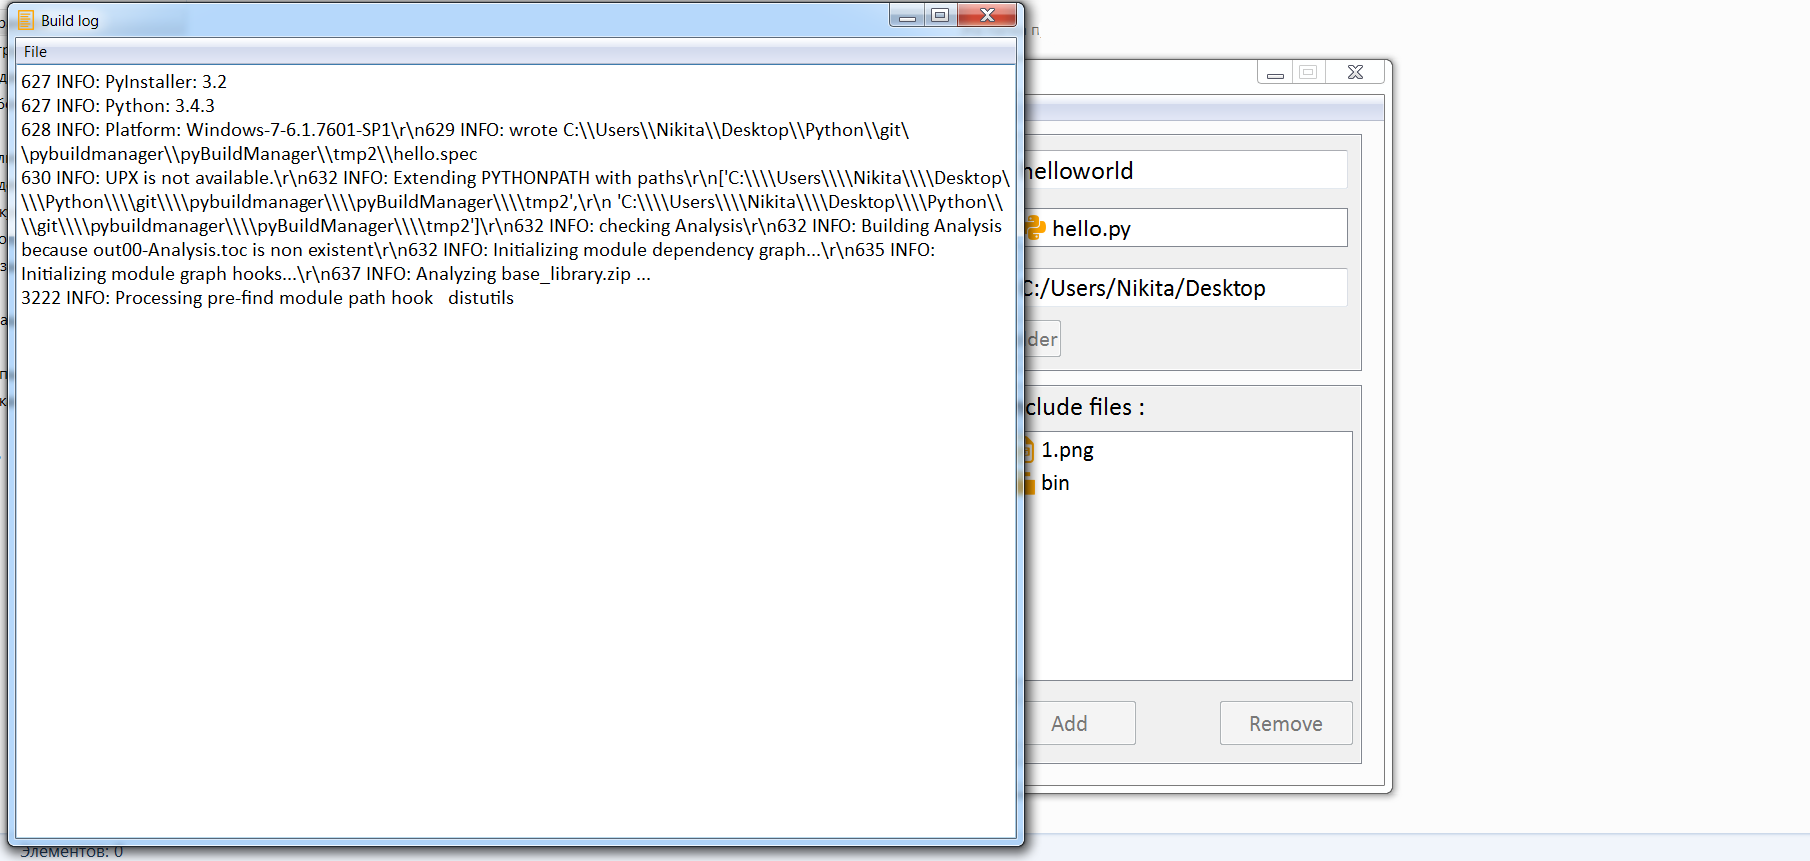 Build log
File
627 INFO: PyInstaller: 3.2
627 INFO: Python: 3.4.3
628 INFO: Platform: Windows-7-6.1.7601-SP1\r\n629 INFO: wrote C:\\Users\\Nikita\\Desktop\\Python\\git\
\pybuildmanager\\pyBuildManager\\tmp2\\hello.spec
630 INFO: UPX is not available.\r\n632 INFO: Extending PYTHONPATH with paths\r\n['C:\\\\Users\\\\Nikita\\\\Desktop\
\\\Python\\\\git\\\\pybuildmanager\\\\pyBuildManager\\\\tmp2',\r\n 'C:\\\\Users\\\\Nikita\\\\Desktop\\\\Python\\
\\git\\\\pybuildmanager\\\\pyBuildManager\\\\tmp2']\r\n632 INFO: checking Analysis\r\n632 INFO: Building Analysis
because out00-Analysis.toc is non existent\r\n632 INFO: Initializing module dependency graph...\r\n635 INFO:
Initializing module graph hooks...\r\n637 INFO: Analyzing base_library.zip ...
3222 INFO: Processing pre-find module path hook   distutils
helloworld
hello.py
C:/Users/Nikita/Desktop
der
clude files :
1.png
bin
Add
Remove
Элементов: 0